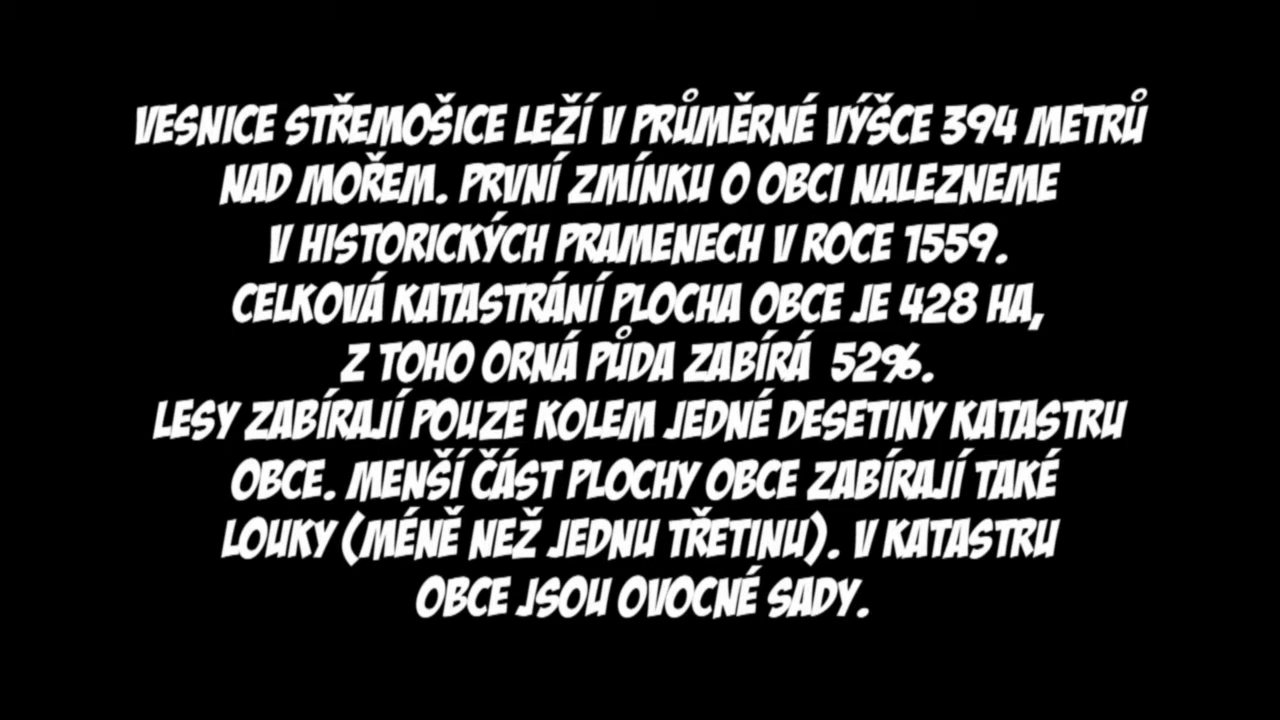 VESNICE STŘEMOŠICE LEŽÍ V PRŮMĚRNÉ VÝŠCE 394 METRŮ
NAD MOŘEM. PRVNÍ ZMÍNKU O OBCI NALEZNEME
V HISTORICKÝCH PRAMENECH V ROCE 1559.
CELKOVÁ KATASTRÁNÍ PLOCHA OBCE JE 428 HA,
Z TOHO ORNÁ PŮDA ZABÍRÁ 52%.
LESY ZABÍRAJÍ POUZE KOLEM JEDNÉ DESETINY KATASTRU
OBCE. MENŠÍ ČÁST PLOCHY OBCE ZABÍRAJÍ TAKÉ
LOUKY (MÉNĚ NEŽ JEDNU TŘETINU). V KATASTRU
OBCE JSOU OVOCNÉ SADY.